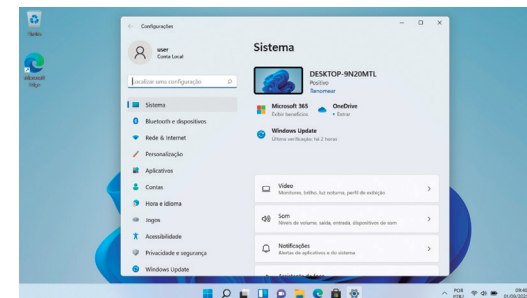 Configurações
user
Conta Local
Localizar uma configuração
Sistema
Bluetooth e dispositivos
Rede & Internet
Personalização
Aplicativos
Contas
Hora e idioma
Jogos
Acessibilidade
Privacidade e segurança
Windows Update
Sistema
DESKTOP-9N20MTL
Positivo
Renomear
Microsoft 365
Exibir benefícios
OneDrive
• Entrar
Windows Update
Última verificação: há 2 horas
Vídeo
Monitores, brilho, luz noturna, perfil de exibição
Som
Níveis de volume, saída, entrada, dispositivos de som
Notificações
Alertas de aplicativos e do sistema
Microsoft
Edge
POR
PTB2